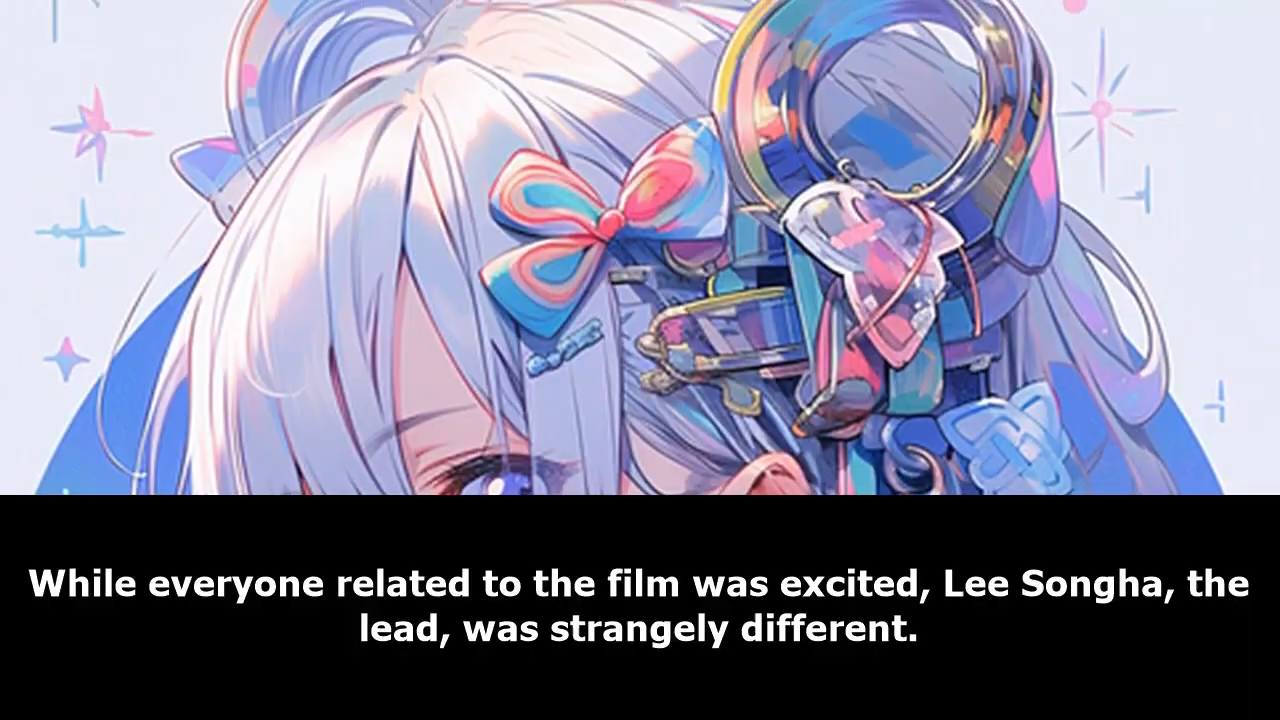 While everyone related to the film was excited, Lee Songha, the
lead, was strangely different.